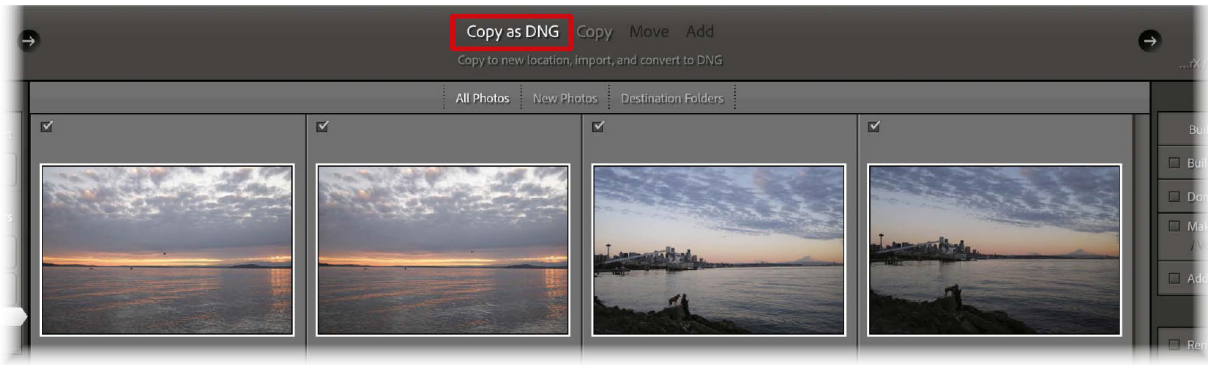 Copy as DNG Copy Move Add
Copy to new location, import, and convert to DNG
All Photos New Photos Destination Folders